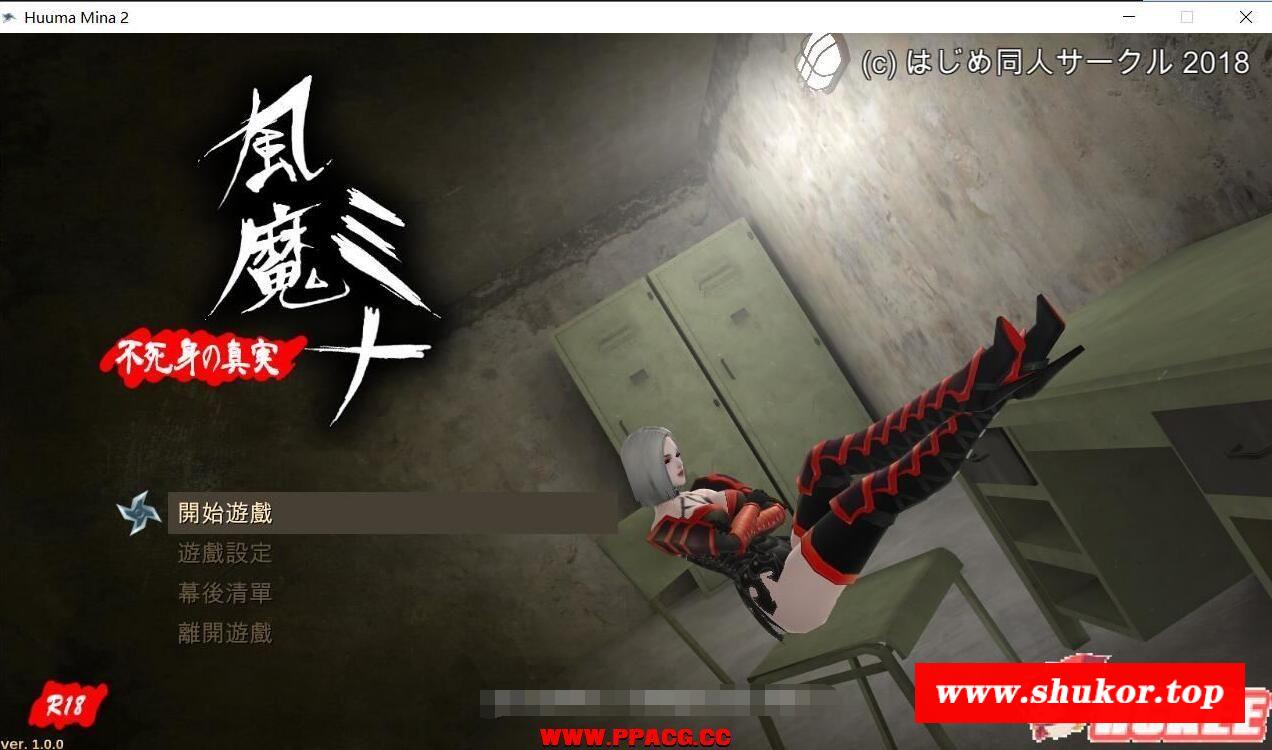 Huuma Mina 2
(c) はじめ同人サークル 2018
風魔ミナ
不死身の真実
開始遊戲
遊戲設定
幕後清單
離開遊戲
R18
www.shukor.top
WWW.PPACG.CC
ver. 1.0.0